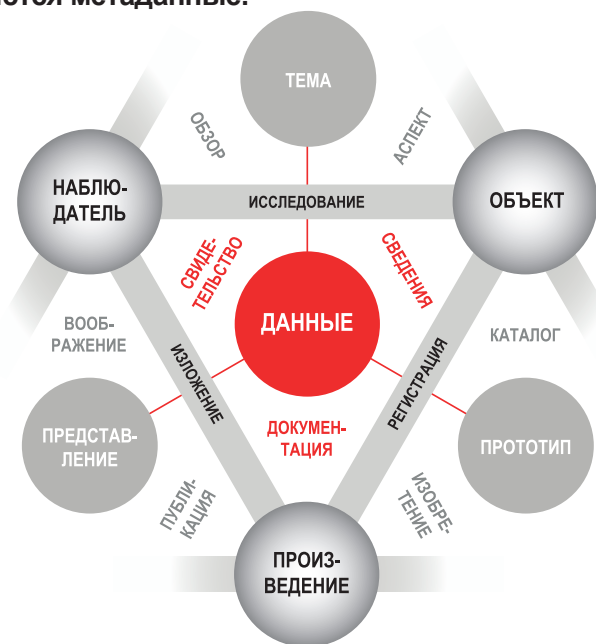 метаданные.
ТЕМА
ОБЗОР
АСПЕКТ
НАБЛЮ-
ДАТЕЛЬ
ИССЛЕДОВАНИЕ
ОБЪЕКТ
СВИДЕ-
ТЕЛЬСТВО
СВЕДЕНИЯ
ДАННЫЕ
ВООБ-
РАЖЕНИЕ
КАТАЛОГ
ИЗЛОЖЕНИЕ
РЕГИСТРАЦИЯ
ПРЕДСТАВ-
ЛЕНИЕ
ДОКУМЕН-
ТАЦИЯ
ПРОТОТИП
ПУБЛИ-
КАЦИЯ
ИЗОБРЕ-
ТЕНИЕ
ПРОИЗ-
ВЕДЕНИЕ